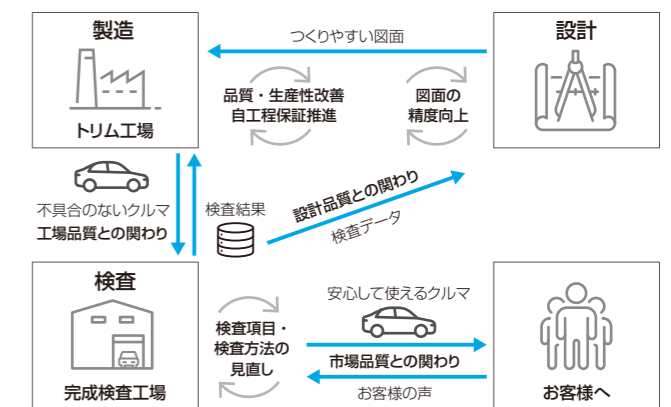 製造
つくりやすい図面
設計
品質・生産性改善
自工程保証推進
図面の
精度向上
トリム工場
不具合のないクルマ
工場品質との関わり
検査結果
設計品質との関わり
検査データ
検査
安心して使えるクルマ
検査項目・
検査方法の
見直し
市場品質との関わり
お客様の声
完成検査工場
お客様へ